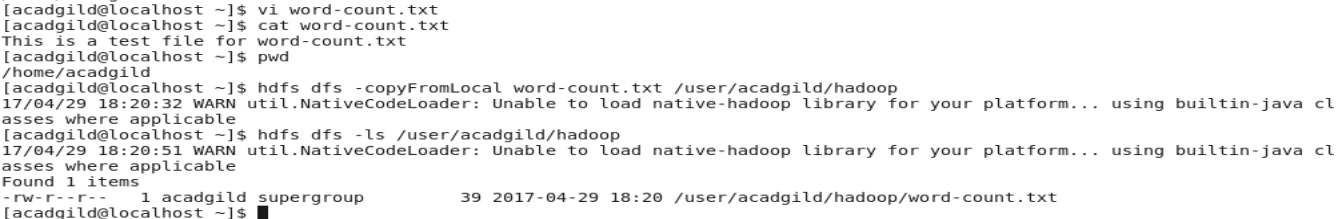 [acadgild@localhost ~]$ vi word-count.txt
[acadgild@localhost ~]$ cat word-count.txt
This is a test file for word-count.txt
[acadgild@localhost ~]$ pwd
/home/acadgild
[acadgild@localhost ~]$ hdfs dfs -copyFromLocal word-count.txt /user/acadgild/hadoop
17/04/29 18:20:32 WARN util.NativeCodeLoader: Unable to load native-hadoop library for your platform... using builtin-java cl
asses where applicable
[acadgild@localhost ~]$ hdfs dfs -ls /user/acadgild/hadoop
17/04/29 18:20:51 WARN util.NativeCodeLoader: Unable to load native-hadoop library for your platform... using builtin-java cl
asses where applicable
Found 1 items
-rw-r--r--   1 acadgild supergroup         39 2017-04-29 18:20 /user/acadgild/hadoop/word-count.txt
[acadgild@localhost ~]$